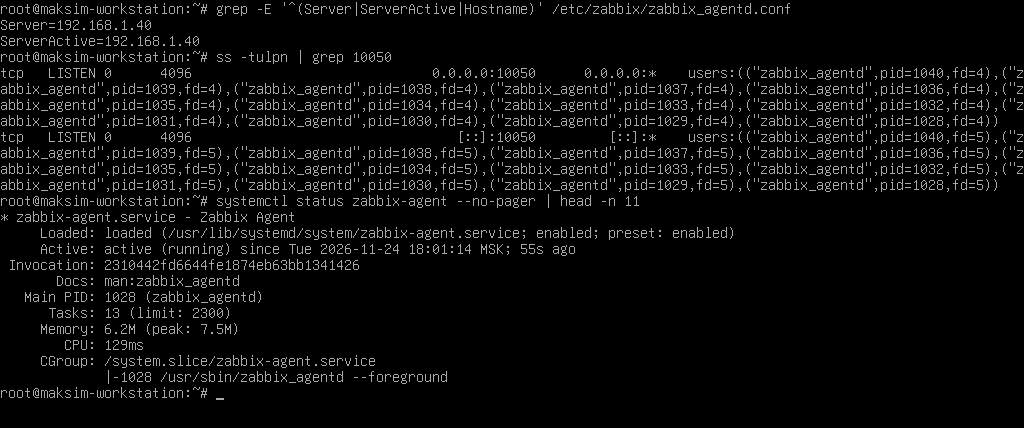 root@maksim-workstation:~# grep -E '^(Server|ServerActive|Hostname)' /etc/zabbix/zabbix_agentd.conf
Server=192.168.1.40
ServerActive=192.168.1.40
root@maksim-workstation:~# ss -tulpn | grep 10050
tcp   LISTEN 0      4096                              0.0.0.0:10050      0.0.0.0:*    users:(("zabbix_agentd",pid=1040,fd=4),("z
abbix_agentd",pid=1039,fd=4),("zabbix_agentd",pid=1038,fd=4),("zabbix_agentd",pid=1037,fd=4),("zabbix_agentd",pid=1036,fd=4),("z
abbix_agentd",pid=1035,fd=4),("zabbix_agentd",pid=1034,fd=4),("zabbix_agentd",pid=1033,fd=4),("zabbix_agentd",pid=1032,fd=4),("z
abbix_agentd",pid=1031,fd=4),("zabbix_agentd",pid=1030,fd=4),("zabbix_agentd",pid=1029,fd=4),("zabbix_agentd",pid=1028,fd=4))
tcp   LISTEN 0      4096                                 [::]:10050         [::]:*    users:(("zabbix_agentd",pid=1040,fd=5),("z
abbix_agentd",pid=1039,fd=5),("zabbix_agentd",pid=1038,fd=5),("zabbix_agentd",pid=1037,fd=5),("zabbix_agentd",pid=1036,fd=5),("z
abbix_agentd",pid=1035,fd=5),("zabbix_agentd",pid=1034,fd=5),("zabbix_agentd",pid=1033,fd=5),("zabbix_agentd",pid=1032,fd=5),("z
abbix_agentd",pid=1031,fd=5),("zabbix_agentd",pid=1030,fd=5),("zabbix_agentd",pid=1029,fd=5),("zabbix_agentd",pid=1028,fd=5))
root@maksim-workstation:~# systemctl status zabbix-agent --no-pager | head -n 11
* zabbix-agent.service - Zabbix Agent
     Loaded: loaded (/usr/lib/systemd/system/zabbix-agent.service; enabled; preset: enabled)
     Active: active (running) since Tue 2026-11-24 18:01:14 MSK; 55s ago
 Invocation: 2310442fd6644fe1874eb63bb1341426
       Docs: man:zabbix_agentd
   Main PID: 1028 (zabbix_agentd)
      Tasks: 13 (limit: 2300)
     Memory: 6.2M (peak: 7.5M)
        CPU: 129ms
     CGroup: /system.slice/zabbix-agent.service
             |-1028 /usr/sbin/zabbix_agentd --foreground
root@maksim-workstation:~# _